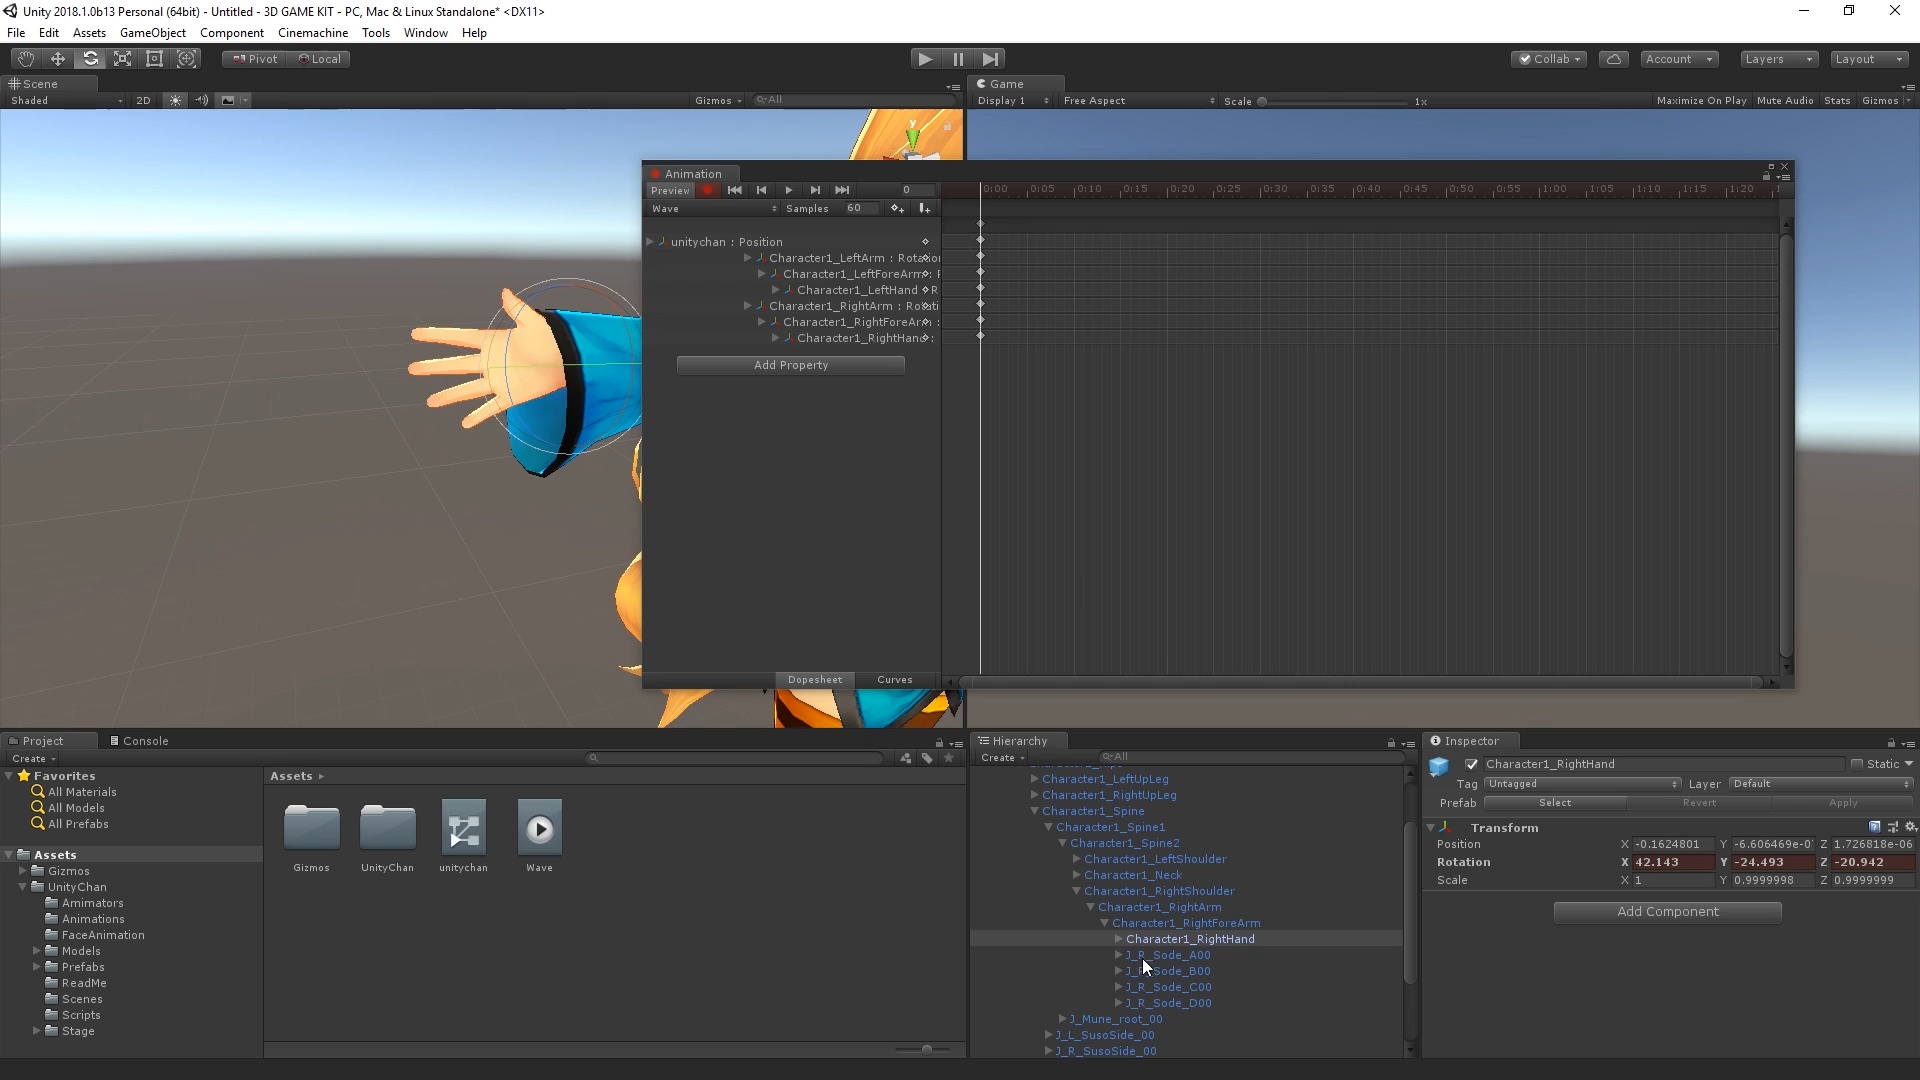 Unity 2018.1.0b13 Personal (64bit) - Untitled - 3D GAME KIT - PC, Mac & Linux Standalone* <DX11>
File Edit Assets GameObject Component Cinemachine Tools Window Help
Pivot Local Collab Account Layers Layout
Scene
Shaded 2D Gizmos All
Game
Display 1 Free Aspect Scale 1x Maximize On Play Mute Audio Stats Gizmos
y
Animation
Preview 0
0:00 0:05 0:10 0:15 0:20 0:25 0:30 0:35 0:40 0:45 0:50 0:55 1:00 1:05 1:10 1:15 1:20
Wave Samples 60
unitychan : Position
Character1_LeftArm : Rotation
Character1_LeftForeArm :
Character1_LeftHand R
Character1_RightArm : Rotati
Character1_RightForeArm :
Character1_RightHand :
Add Property
Dopesheet Curves
Project Console
Create
Favorites
All Materials
All Models
All Prefabs
Assets
Gizmos
UnityChan
Amimators
Animations
FaceAnimation
Models
Prefabs
ReadMe
Scenes
Scripts
Stage
Assets
Gizmos UnityChan unitychan Wave
Hierarchy
Create All
Character1_LeftUpLeg
Character1_RightUpLeg
Character1_Spine
Character1_Spine1
Character1_Spine2
Character1_LeftShoulder
Character1_Neck
Character1_RightShoulder
Character1_RightArm
Character1_RightForeArm
Character1_RightHand
J_R_Sode_A00
J_R_Sode_B00
J_R_Sode_C00
J_R_Sode_D00
J_Mune_root_00
J_L_SusoSide_00
J_R_SusoSide_00
Inspector
Character1_RightHand Static
Tag Untagged Layer Default
Prefab Select Revert Apply
Transform
Position X -0.1624801 Y -6.606469e-0 Z 1.726818e-06
Rotation X 42.143 Y -24.493 Z -20.942
Scale X 1 Y 0.9999998 Z 0.9999999
Add Component